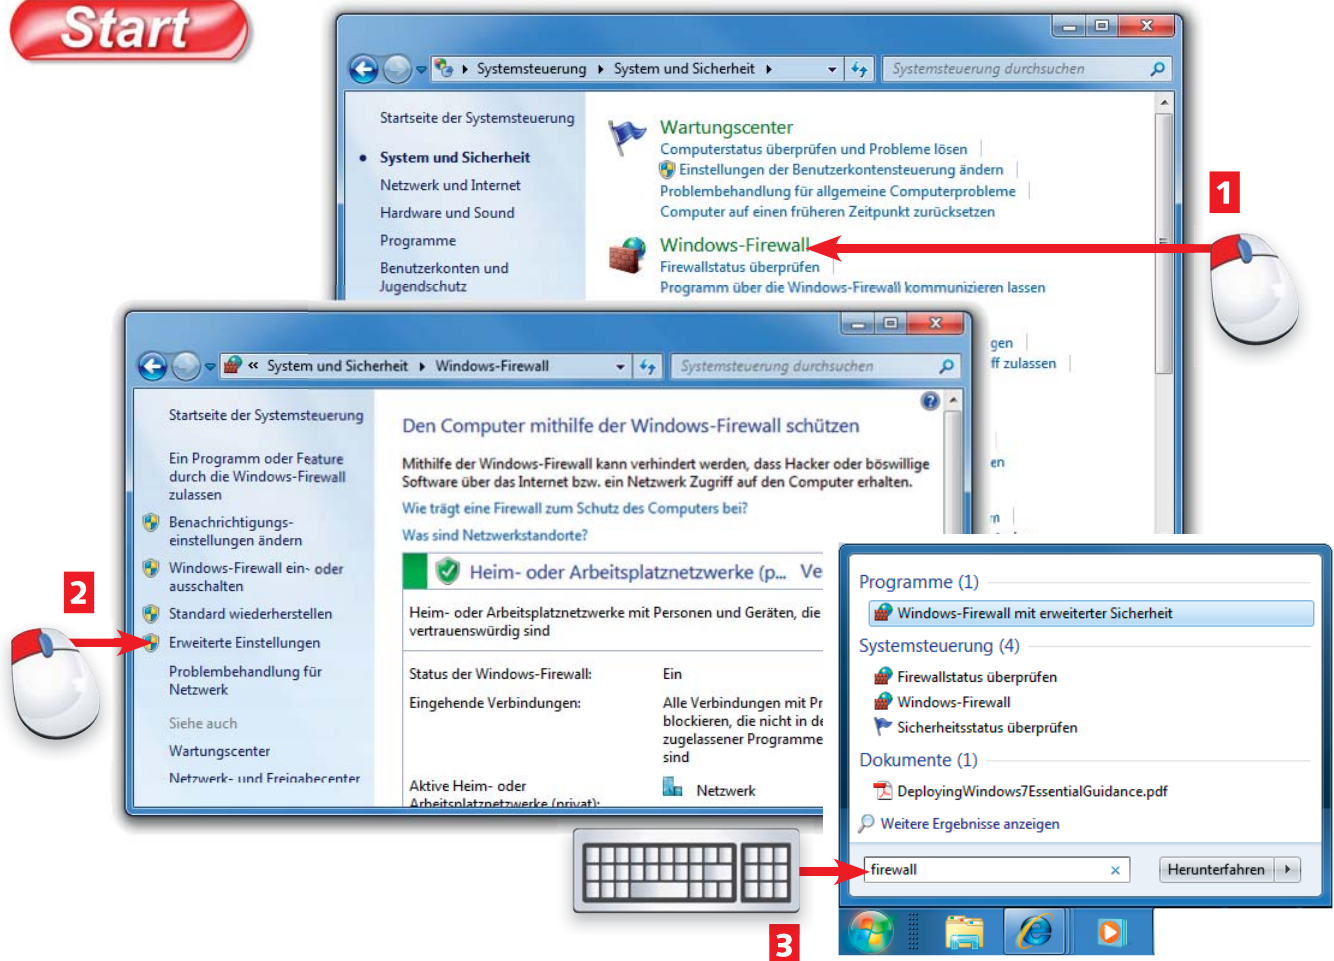 Start
Systemsteuerung
System und Sicherheit
Systemsteuerung durchsuchen
Startseite der Systemsteuerung
System und Sicherheit
Netzwerk und Internet
Hardware und Sound
Programme
Benutzerkonten und
Jugendschutz
Wartungscenter
Computerstatus überprüfen und Probleme lösen
Einstellungen der Benutzerkontensteuerung ändern
Problembehandlung für allgemeine Computerprobleme
Computer auf einen früheren Zeitpunkt zurücksetzen
Windows-Firewall
Firewallstatus überprüfen
Programm über die Windows-Firewall kommunizieren lassen
1
gen
ff zulassen
en
« System und Sicherheit
Windows-Firewall
Systemsteuerung durchsuchen
Startseite der Systemsteuerung
Ein Programm oder Feature
durch die Windows-Firewall
zulassen
Benachrichtigungs-
einstellungen ändern
Windows-Firewall ein- oder
ausschalten
Standard wiederherstellen
Erweiterte Einstellungen
Problembehandlung für
Netzwerk
Siehe auch
Wartungscenter
Netzwerk- und Freigabecenter
2
Den Computer mithilfe der Windows-Firewall schützen
Mithilfe der Windows-Firewall kann verhindert werden, dass Hacker oder böswillige
Software über das Internet bzw. ein Netzwerk Zugriff auf den Computer erhalten.
Wie trägt eine Firewall zum Schutz des Computers bei?
Was sind Netzwerkstandorte?
Heim- oder Arbeitsplatznetzwerke (p... Ve
Heim- oder Arbeitsplatznetzwerke mit Personen und Geräten, die
vertrauenswürdig sind
Status der Windows-Firewall:
Ein
Eingehende Verbindungen:
Alle Verbindungen mit Pr
blockieren, die nicht in de
zugelassener Programme
sind
Aktive Heim- oder
Arbeitsplatznetzwerke (privat):
Netzwerk
Programme (1)
Windows-Firewall mit erweiterter Sicherheit
Systemsteuerung (4)
Firewallstatus überprüfen
Windows-Firewall
Sicherheitsstatus überprüfen
Dokumente (1)
DeployingWindows7EssentialGuidance.pdf
Weitere Ergebnisse anzeigen
firewall
Herunterfahren
3